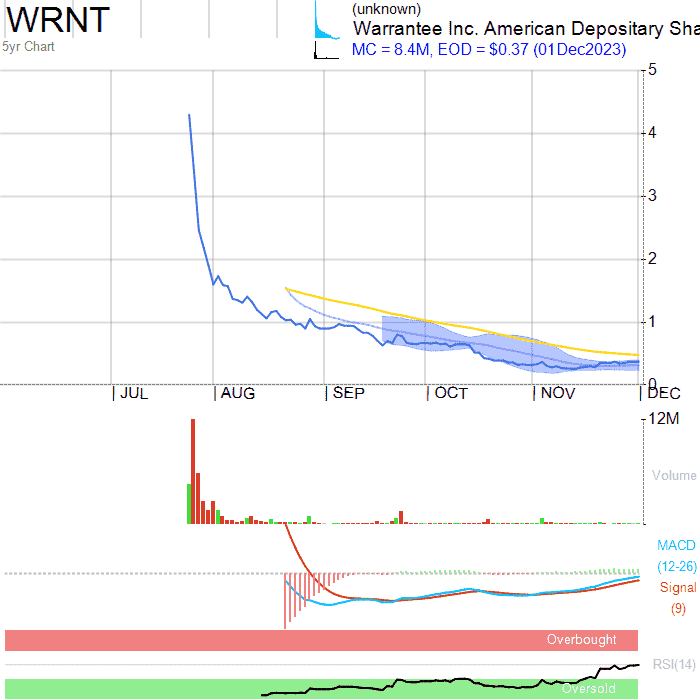 WRNT
(unknown)
Warrantee Inc. American Depositary Sha
5yr Chart
MC = 8.4M, EOD = $0.37 (01Dec2023)
5
4
3
2
1
0
JUL AUG SEP OCT NOV DEC
12M
Volume
MACD
(12-26)
Signal
(9)
Overbought
RSI(14)
Oversold